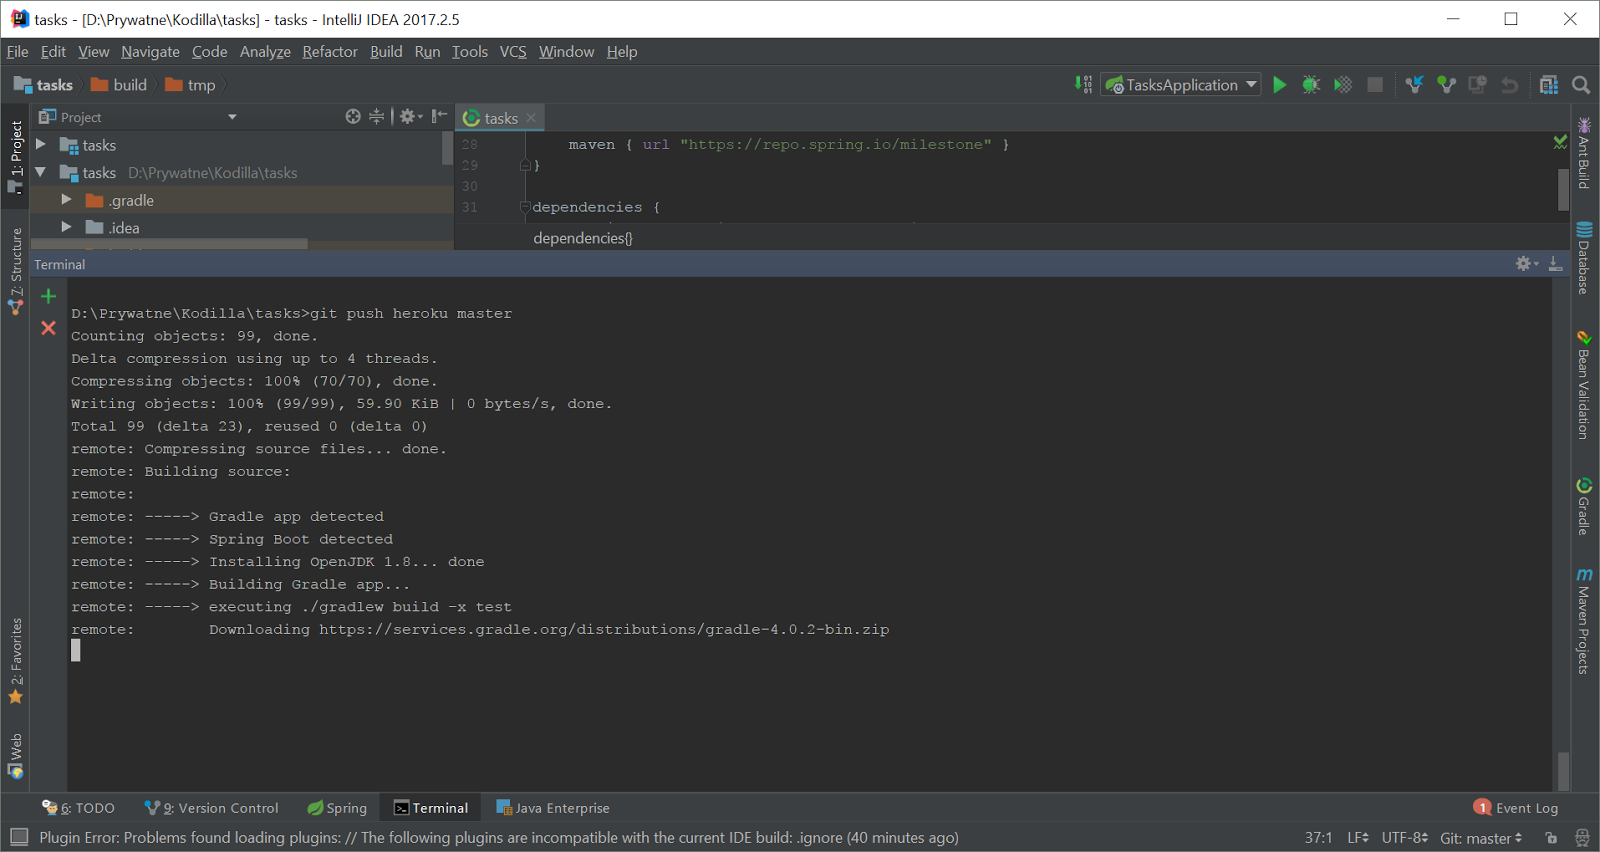 tasks - [D:\Prywatne\Kodilla\tasks] - tasks - IntelliJ IDEA 2017.2.5
File Edit View Navigate Code Analyze Refactor Build Run Tools VCS Window Help
tasks build tmp TasksApplication
1: Project
Z: Structure
2: Favorites
Web
Project
tasks
tasks D:\Prywatne\Kodilla\tasks
.gradle
.idea
tasks
28 maven { url "https://repo.spring.io/milestone" }
29 }
30
31 dependencies {
dependencies{}
Terminal
D:\Prywatne\Kodilla\tasks>git push heroku master
Counting objects: 99, done.
Delta compression using up to 4 threads.
Compressing objects: 100% (70/70), done.
Writing objects: 100% (99/99), 59.90 KiB | 0 bytes/s, done.
Total 99 (delta 23), reused 0 (delta 0)
remote: Compressing source files... done.
remote: Building source:
remote:
remote: -----> Gradle app detected
remote: -----> Spring Boot detected
remote: -----> Installing OpenJDK 1.8... done
remote: -----> Building Gradle app...
remote: -----> executing ./gradlew build -x test
remote: Downloading https://services.gradle.org/distributions/gradle-4.0.2-bin.zip
Ant Build
Database
Bean Validation
Gradle
Maven Projects
6: TODO 9: Version Control Spring Terminal Java Enterprise 1 Event Log
Plugin Error: Problems found loading plugins: // The following plugins are incompatible with the current IDE build: .ignore (40 minutes ago) 37:1 LF UTF-8 Git: master